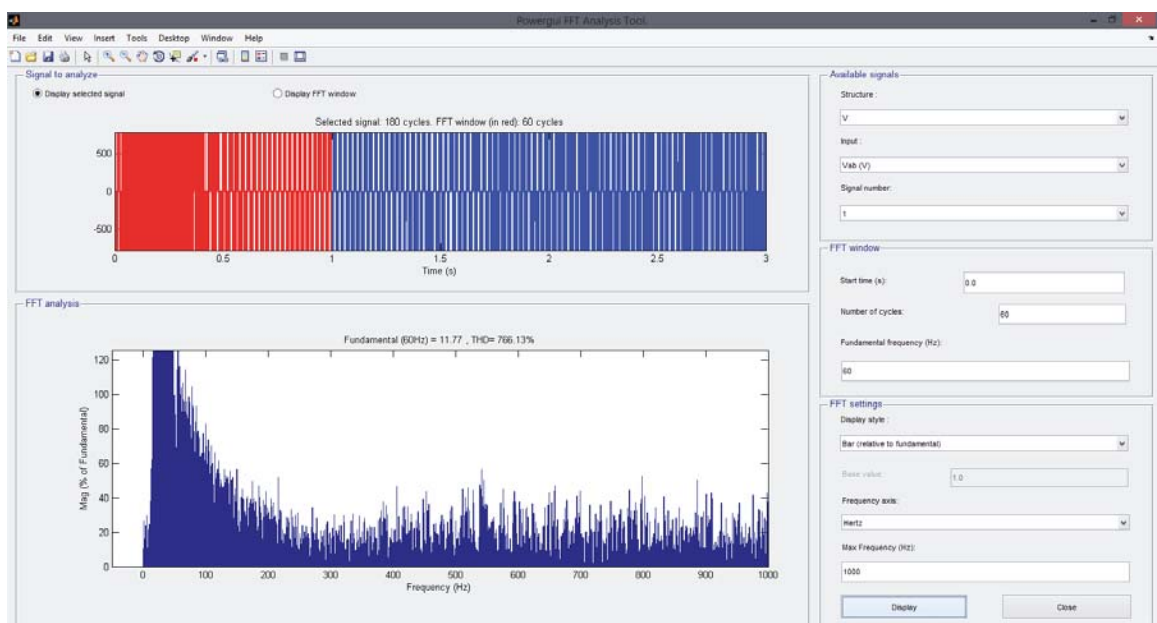 Powergui FFT Analysis Tool.
File Edit View Insert Tools Desktop Window Help
Signal to analyze
Display selected signal
Display FFT window
Selected signal: 180 cycles. FFT window (in red): 60 cycles
500
0
-500
0 0.5 1 1.5 2 2.5 3
Time (s)
FFT analysis
Fundamental (60Hz) = 11.77 , THD= 766.13%
120
100
80
60
40
20
0
Mag (% of Fundamental)
0 100 200 300 400 500 600 700 800 900 1000
Frequency (Hz)
Available signals
Structure :
V
Input :
Vab (V)
Signal number:
1
FFT window
Start time (s): 0.0
Number of cycles: 60
Fundamental frequency (Hz):
60
FFT settings
Display style :
Bar (relative to fundamental)
Base value: 1.0
Frequency axis:
Hertz
Max Frequency (Hz):
1000
Display Close